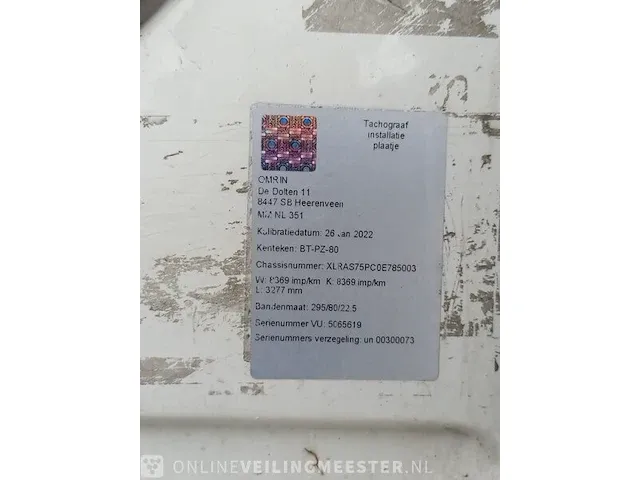 Tachograaf
installatie
plaatje
OMRIN
De Dolten 11
8447 SB Heerenveen
MM NL 351
Kalibratiedatum: 26 Jan 2022
Kenteken: BT-PZ-80
Chassisnummer: XLRAS75PC0E785003
W: 8369 imp/km K: 8369 imp/km
L: 3277 mm
Bandenmaat: 295/80/22.5
Serienummer VU: 5065619
Serienummers verzegeling: un 00300073
ONLINEVEILINGMEESTER.NL